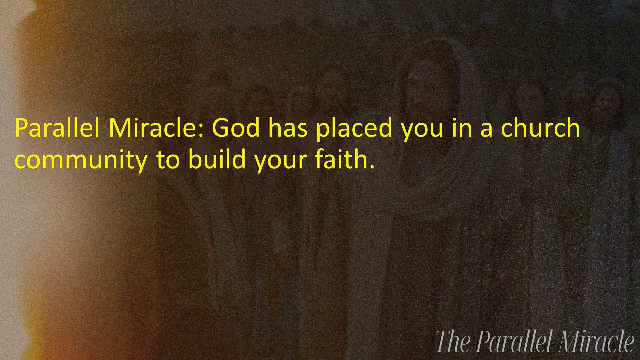 Parallel Miracle: God has placed you in a church
community to build your faith.
The Parallel Miracle